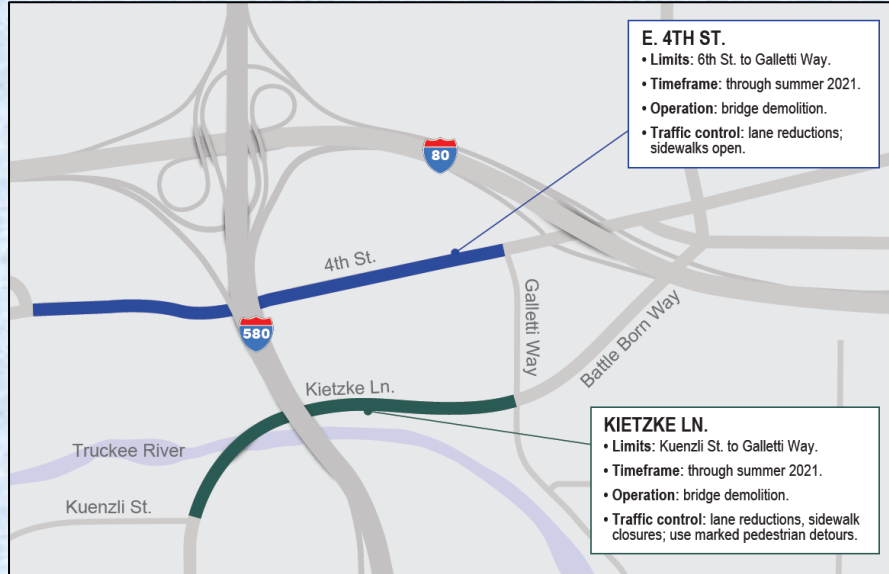 E. 4TH ST.
• Limits: 6th St. to Galletti Way.
• Timeframe: through summer 2021.
• Operation: bridge demolition.
• Traffic control: lane reductions;
sidewalks open.
80
4th St.
Galletti Way
Battle Born Way
580
Kietzke Ln.
Truckee River
Kuenzli St.
KIETZKE LN.
• Limits: Kuenzli St. to Galletti Way.
• Timeframe: through summer 2021.
• Operation: bridge demolition.
• Traffic control: lane reductions, sidewalk
closures; use marked pedestrian detours.